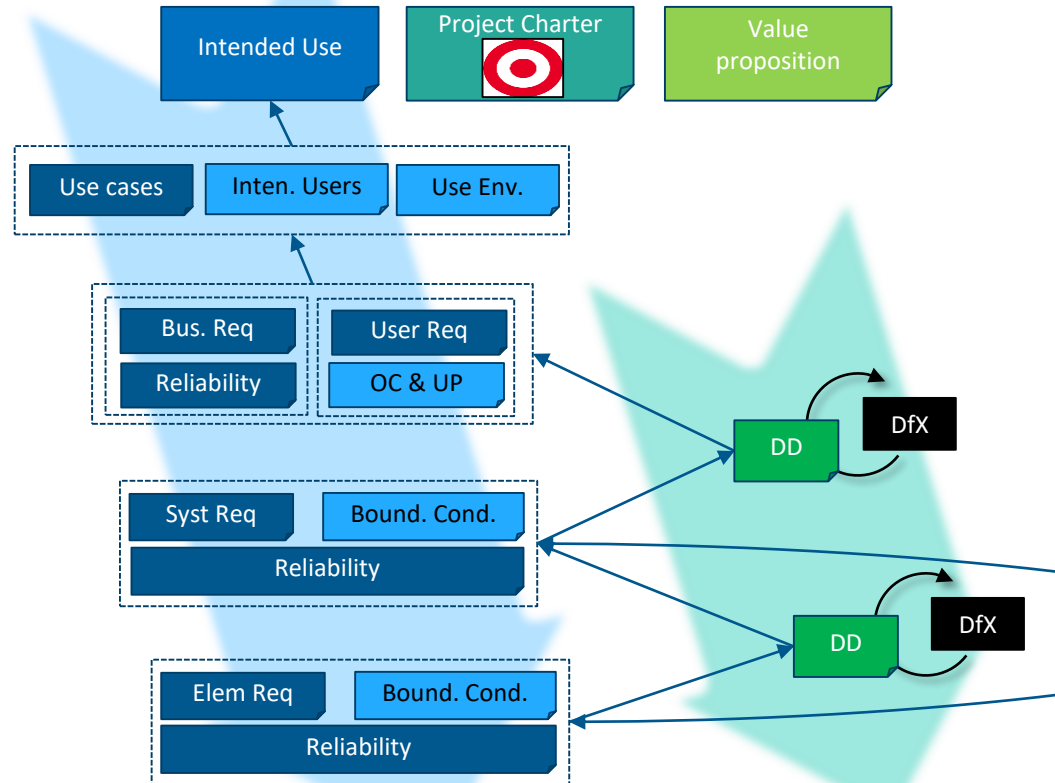 Intended Use
Project Charter
Value
proposition
Use cases
Inten. Users
Use Env.
Bus. Req
User Req
Reliability
OC & UP
DD
DfX
Syst Req
Bound. Cond.
Reliability
DD
DfX
Elem Req
Bound. Cond.
Reliability